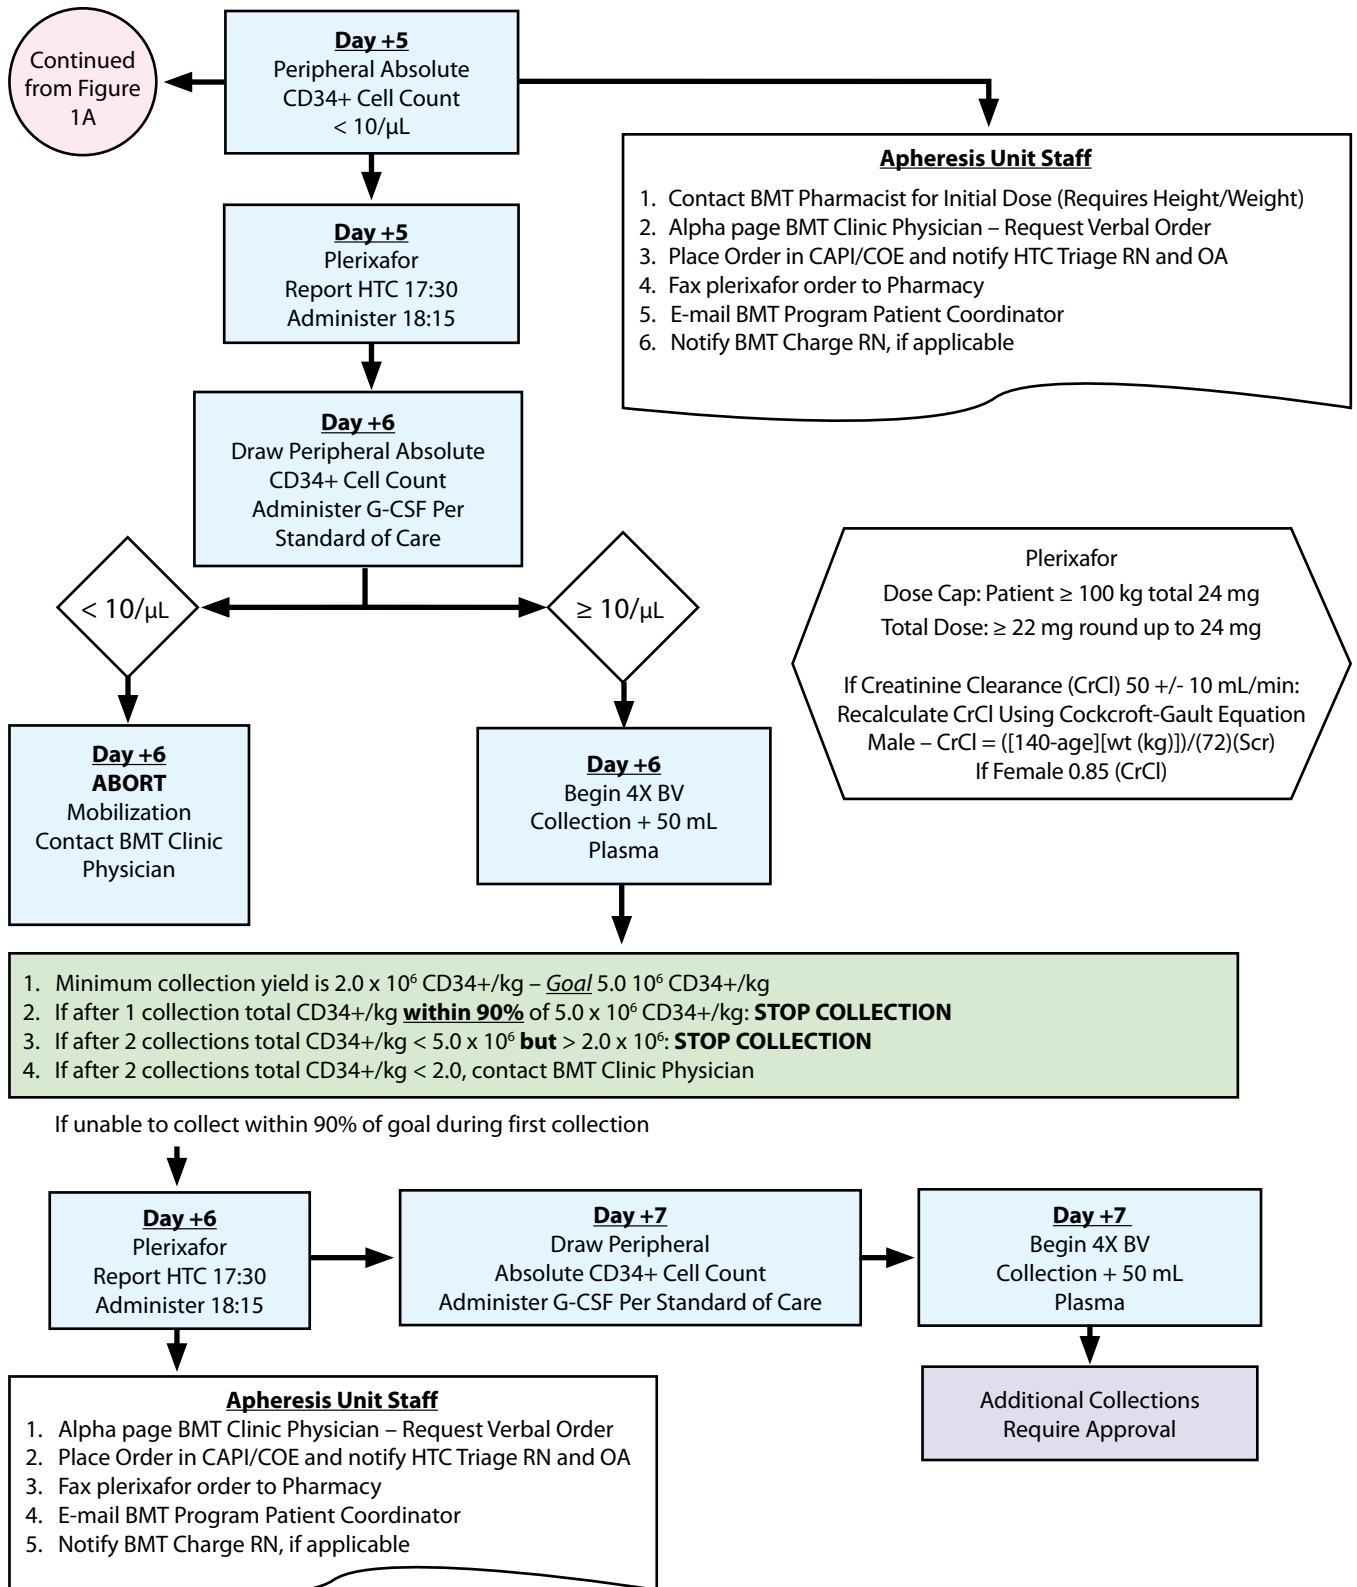 Continued
from Figure
1A
Day +5
Peripheral Absolute
CD34+ Cell Count
< 10/µL
Apheresis Unit Staff
1. Contact BMT Pharmacist for Initial Dose (Requires Height/Weight)
2. Alpha page BMT Clinic Physician – Request Verbal Order
3. Place Order in CAPI/COE and notify HTC Triage RN and OA
4. Fax plerixafor order to Pharmacy
5. E-mail BMT Program Patient Coordinator
6. Notify BMT Charge RN, if applicable
Day +5
Plerixafor
Report HTC 17:30
Administer 18:15
Day +6
Draw Peripheral Absolute
CD34+ Cell Count
Administer G-CSF Per
Standard of Care
< 10/µL
≥ 10/µL
Plerixafor
Dose Cap: Patient ≥ 100 kg total 24 mg
Total Dose: ≥ 22 mg round up to 24 mg
If Creatinine Clearance (CrCl) 50 +/- 10 mL/min:
Recalculate CrCl Using Cockcroft-Gault Equation
Male – CrCl = ([140-age][wt (kg)])/(72)(Scr)
If Female 0.85 (CrCl)
Day +6
ABORT
Mobilization
Contact BMT Clinic
Physician
Day +6
Begin 4X BV
Collection + 50 mL
Plasma
1. Minimum collection yield is 2.0 x 10⁶ CD34+/kg – Goal 5.0 10⁶ CD34+/kg
2. If after 1 collection total CD34+/kg within 90% of 5.0 x 10⁶ CD34+/kg: STOP COLLECTION
3. If after 2 collections total CD34+/kg < 5.0 x 10⁶ but > 2.0 x 10⁶: STOP COLLECTION
4. If after 2 collections total CD34+/kg < 2.0, contact BMT Clinic Physician
If unable to collect within 90% of goal during first collection
Day +6
Plerixafor
Report HTC 17:30
Administer 18:15
Day +7
Draw Peripheral
Absolute CD34+ Cell Count
Administer G-CSF Per Standard of Care
Day +7
Begin 4X BV
Collection + 50 mL
Plasma
Apheresis Unit Staff
1. Alpha page BMT Clinic Physician – Request Verbal Order
2. Place Order in CAPI/COE and notify HTC Triage RN and OA
3. Fax plerixafor order to Pharmacy
4. E-mail BMT Program Patient Coordinator
5. Notify BMT Charge RN, if applicable
Additional Collections
Require Approval